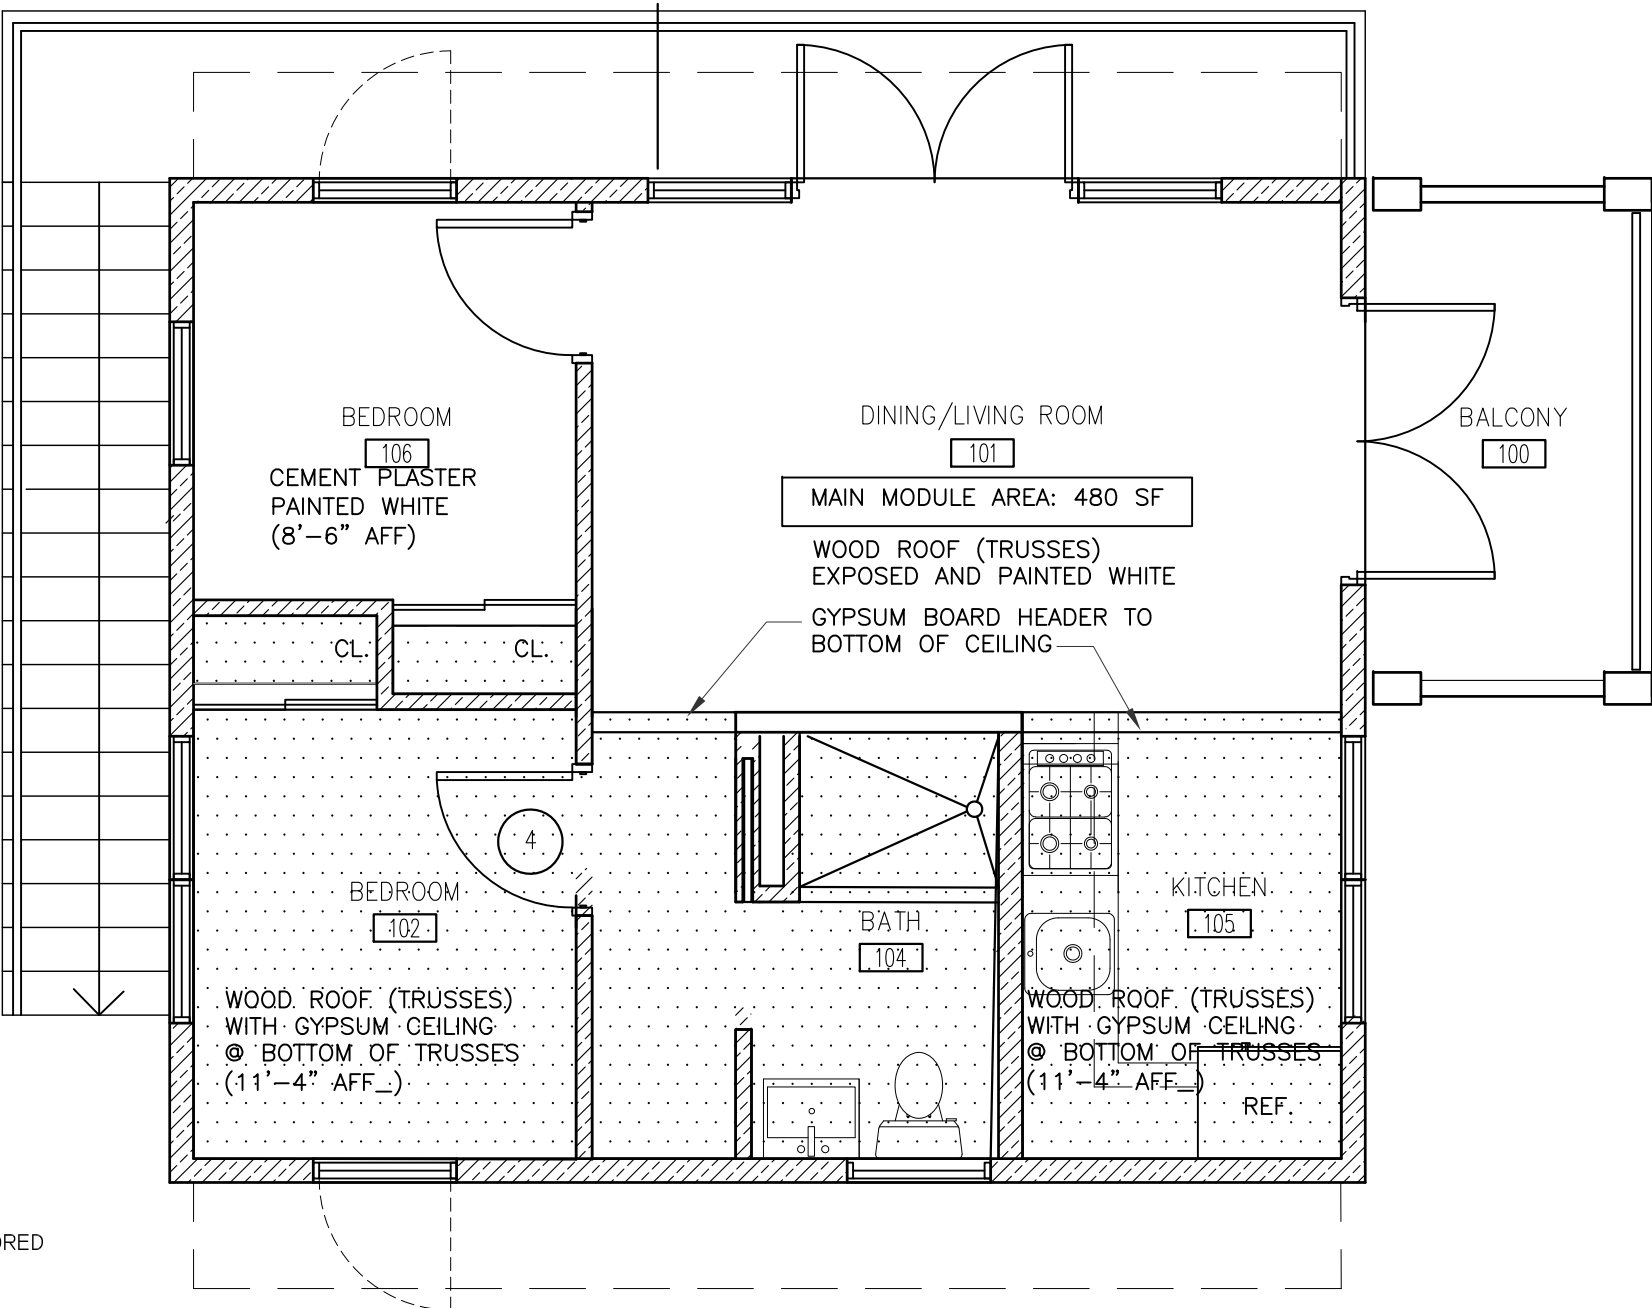 BEDROOM
106
CEMENT PLASTER
PAINTED WHITE
(8'-6" AFF)
DINING/LIVING ROOM
101
MAIN MODULE AREA: 480 SF
WOOD ROOF (TRUSSES)
EXPOSED AND PAINTED WHITE
GYPSUM BOARD HEADER TO
BOTTOM OF CEILING
BALCONY
100
CL.
CL.
4
BEDROOM
102
WOOD ROOF (TRUSSES)
WITH GYPSUM CEILING
@ BOTTOM OF TRUSSES
(11'-4" AFF_)
BATH
104
KITCHEN
105
WOOD ROOF (TRUSSES)
WITH GYPSUM CEILING
@ BOTTOM OF TRUSSES
(11'-4" AFF_)
REF.